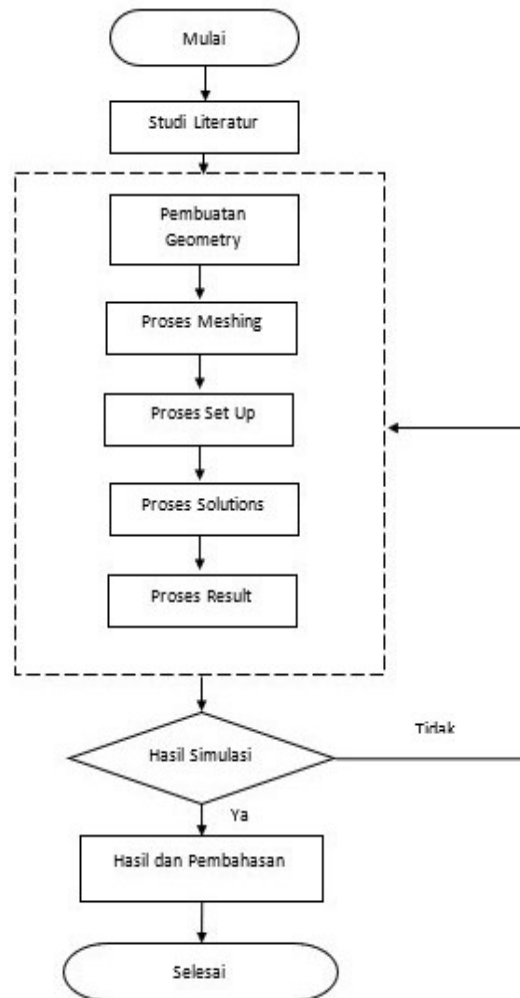 Mulai
Studi Literatur
Pembuatan
Geometry
Proses Meshing
Proses Set Up
Proses Solutions
Proses Result
Hasil Simulasi
Tidak
Ya
Hasil dan Pembahasan
Selesai